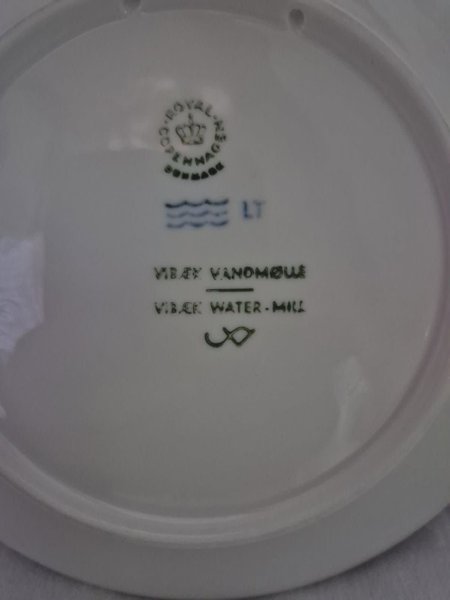 ROYAL COPENHAGEN
DENMARK
LT
VIBÆK VANDMØLLE
VIBÆK WATER-MILL